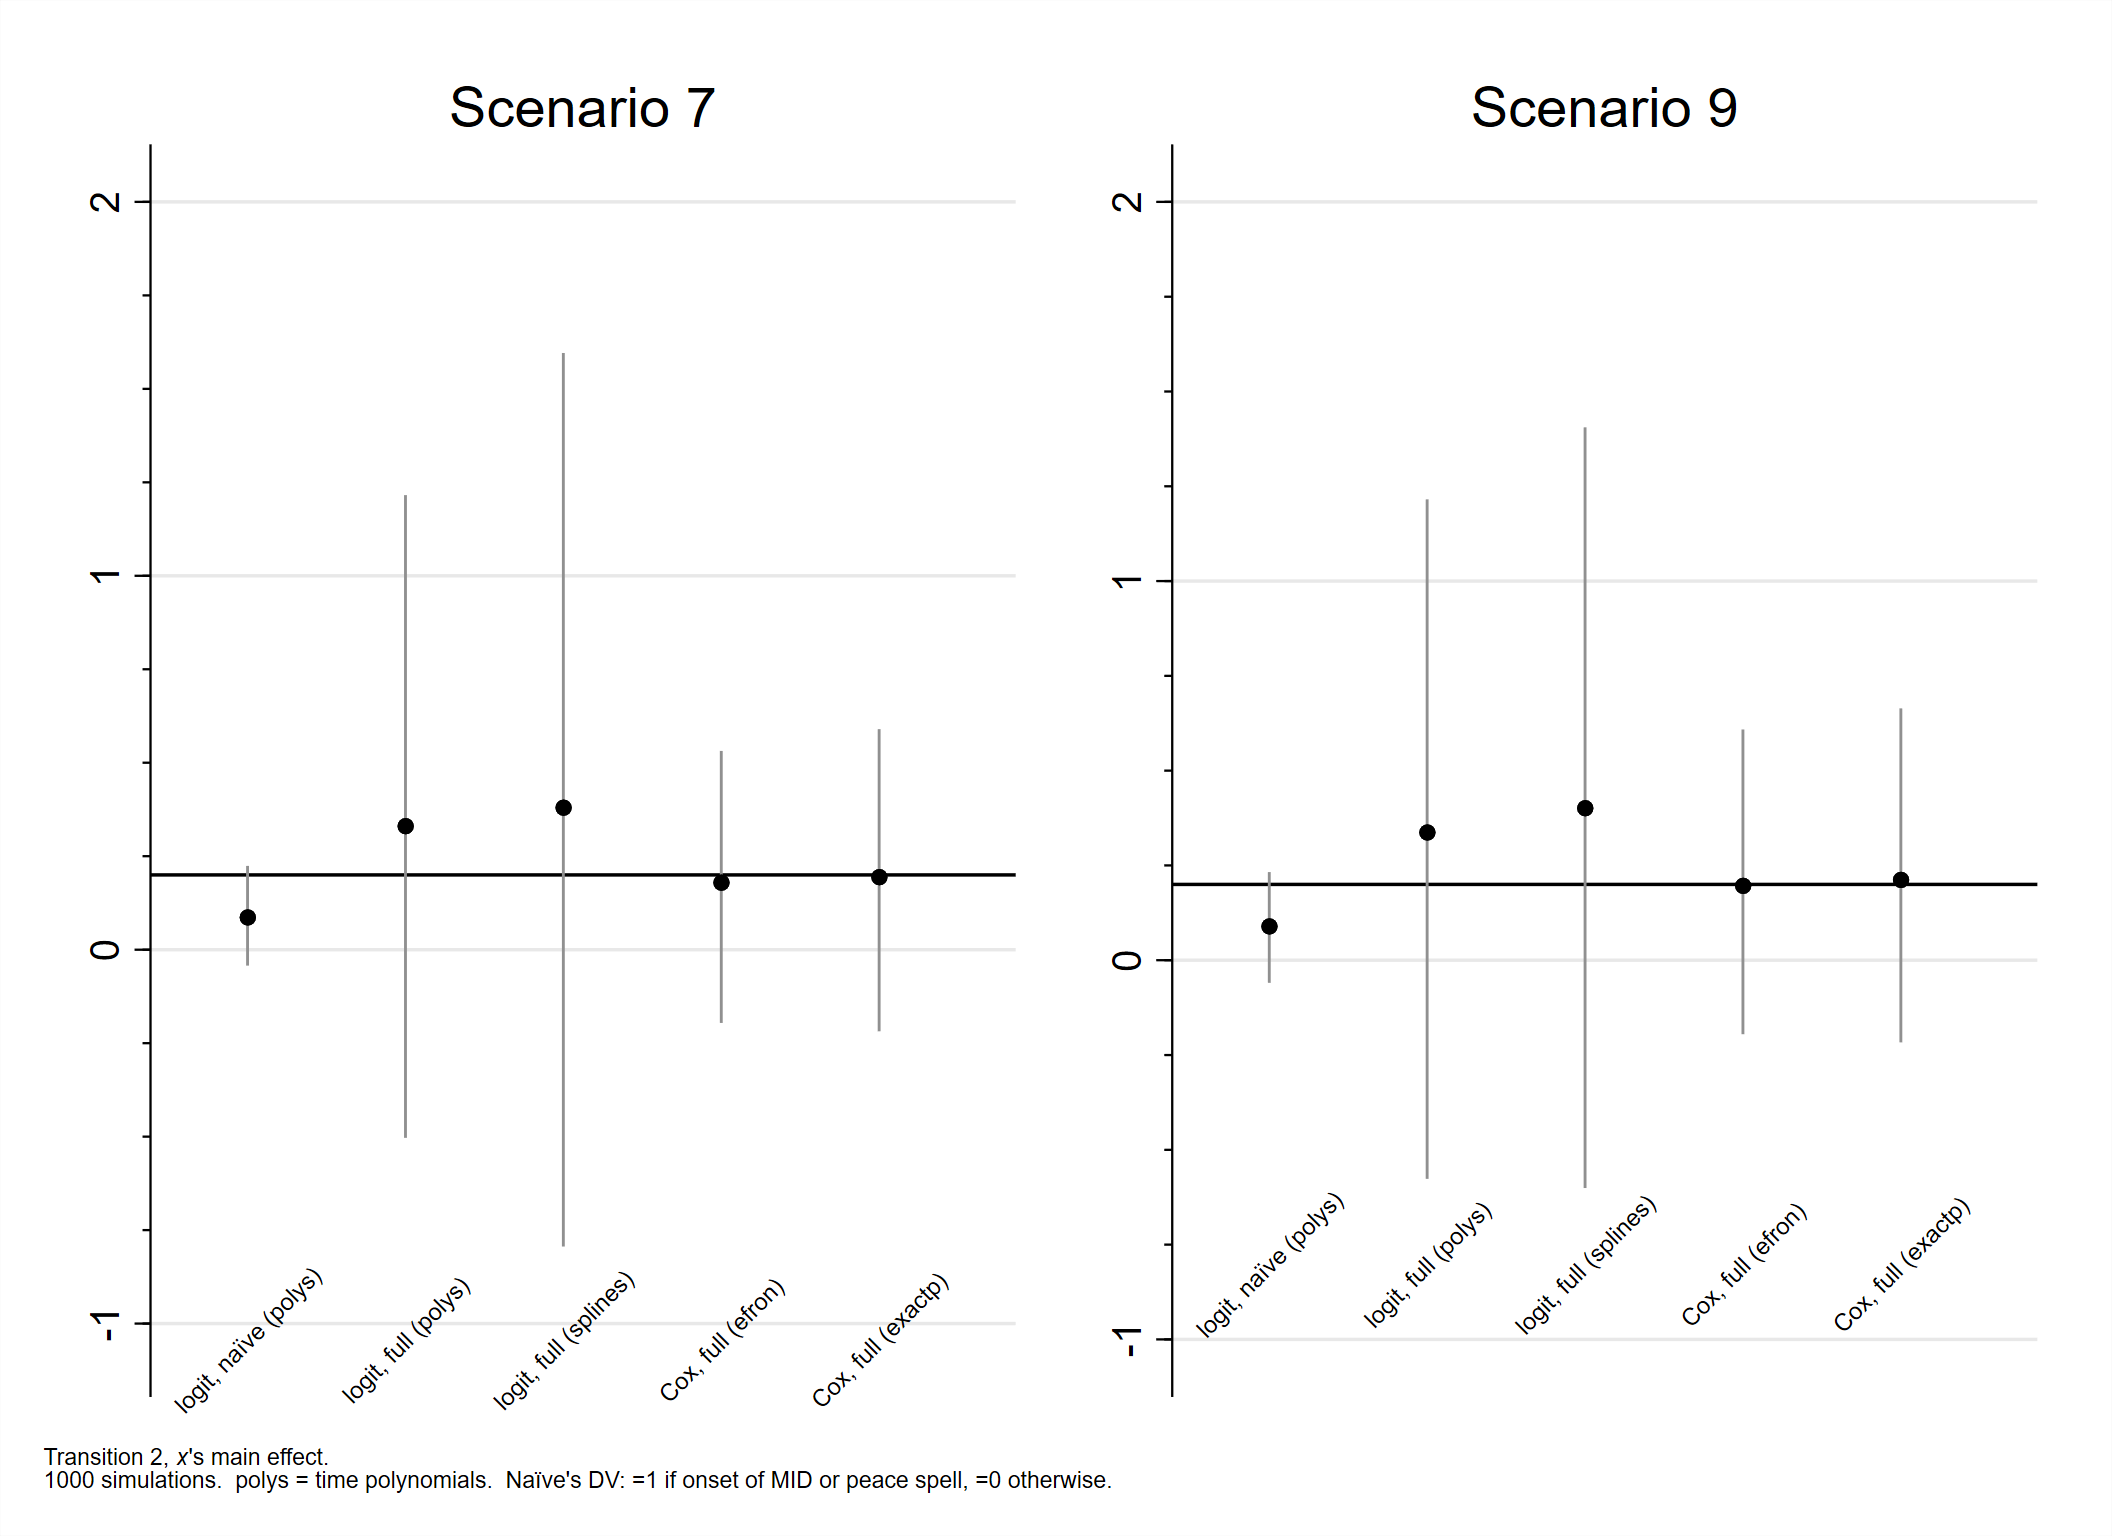 Scenario 7
2
1
0
-1
logit, naïve (polys)
logit, full (polys)
logit, full (splines)
Cox, full (efron)
Cox, full (exactp)
Scenario 9
2
1
0
-1
logit, naïve (polys)
logit, full (polys)
logit, full (splines)
Cox, full (efron)
Cox, full (exactp)
Transition 2, x's main effect.
1000 simulations.  polys = time polynomials.  Naïve's DV: =1 if onset of MID or peace spell, =0 otherwise.